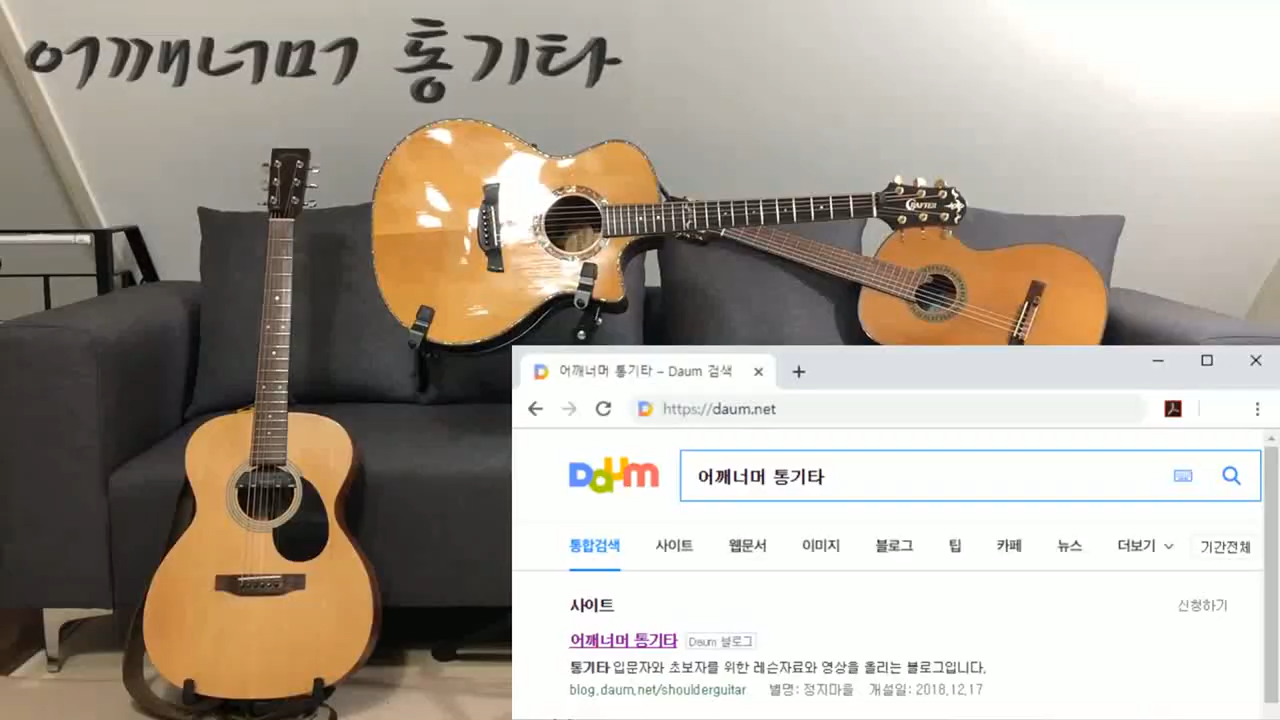 어깨너머 통기타
CRAFTER
어깨너머 통기타 – Daum 검색
https://daum.net
Daum 어깨너머 통기타
통합검색 사이트 웹문서 이미지 블로그 팁 카페 뉴스 더보기 기간전체
사이트 신청하기
어깨너머 통기타 Daum 블로그
통기타 입문자와 초보자를 위한 레슨자료와 영상을 올리는 블로그입니다.
blog.daum.net/shoulderguitar 별명: 정지마을 개설일: 2018.12.17